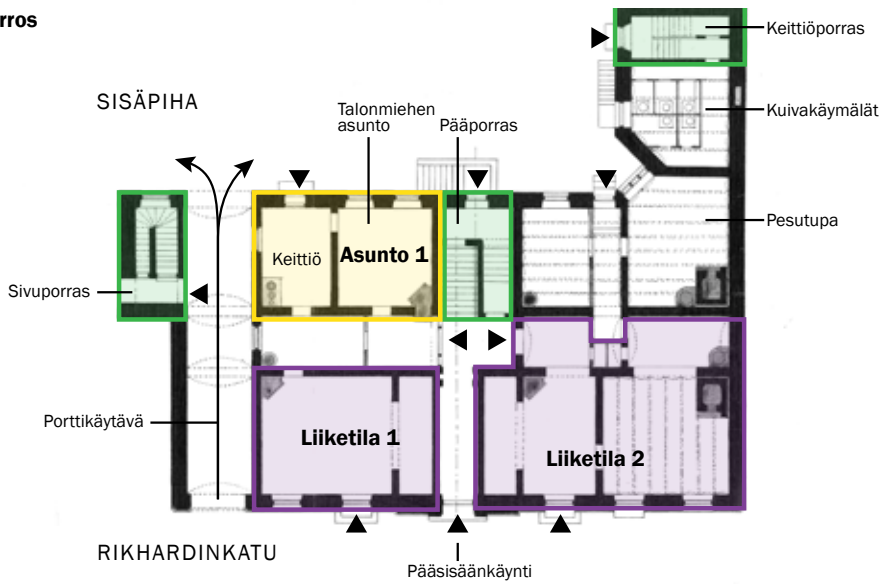 rros
Keittiöporras
SISÄPIHA
Talonmiehen
asunto
Pääporras
Kuivakäymälät
Keittiö
Asunto 1
Pesutupa
Sivuporras
Porttikäytävä
Liiketila 1
Liiketila 2
RIKHARDINKATU
Pääsisäänkäynti